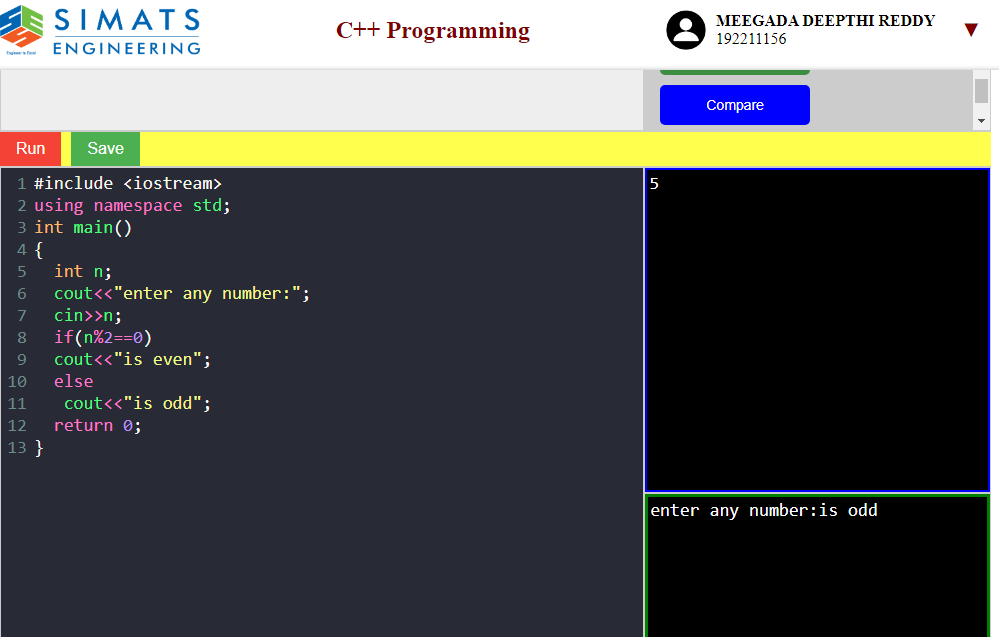 SIMATS
ENGINEERING
Engineer to Excel
C++ Programming
MEEGADA DEEPTHI REDDY
192211156
Compare
Run Save
1 #include <iostream>
2 using namespace std;
3 int main()
4 {
5   int n;
6   cout<<"enter any number:";
7   cin>>n;
8   if(n%2==0)
9   cout<<"is even";
10   else
11    cout<<"is odd";
12   return 0;
13 }
5
enter any number:is odd